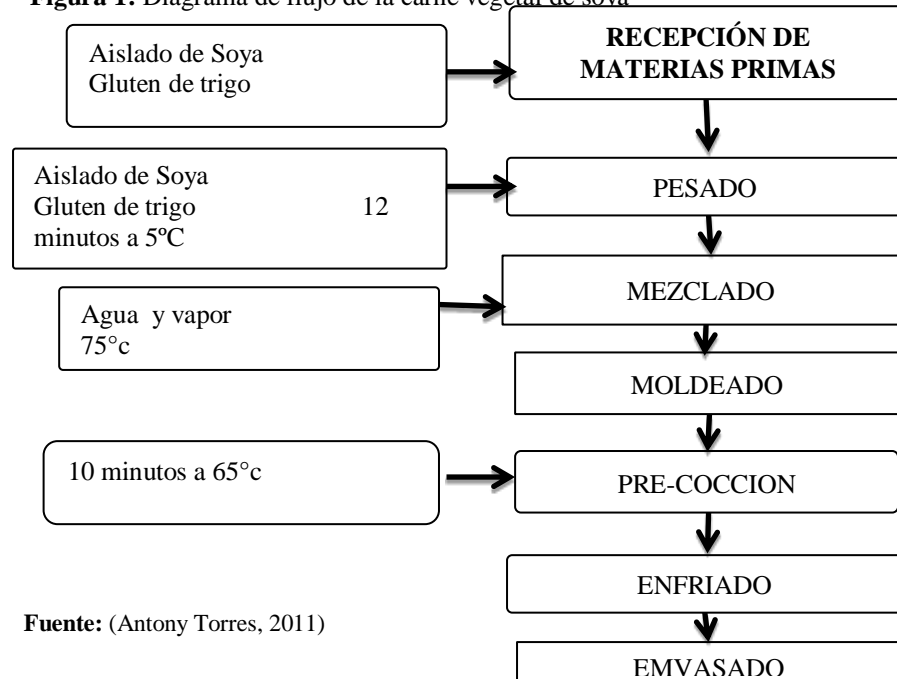 Figura 1: Diagrama de flujo de la carne vegetal de soya
Aislado de Soya
Gluten de trigo
RECEPCIÓN DE
MATERIAS PRIMAS
Aislado de Soya
Gluten de trigo 12
minutos a 5ºC
PESADO
Agua y vapor
75°c
MEZCLADO
MOLDEADO
10 minutos a 65°c
PRE-COCCION
ENFRIADO
Fuente: (Antony Torres, 2011)
EMVASADO